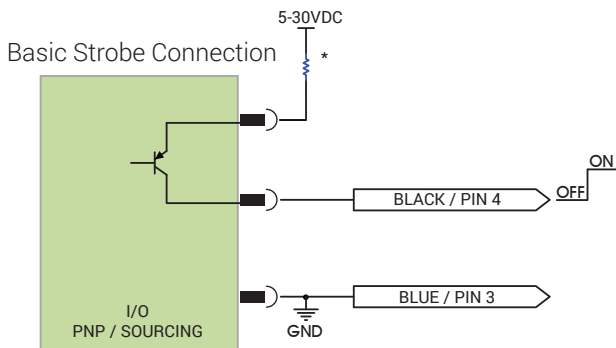 5-30VDC
Basic Strobe Connection
*
ON
OFF
BLACK / PIN 4
BLUE / PIN 3
I/O
PNP / SOURCING
GND